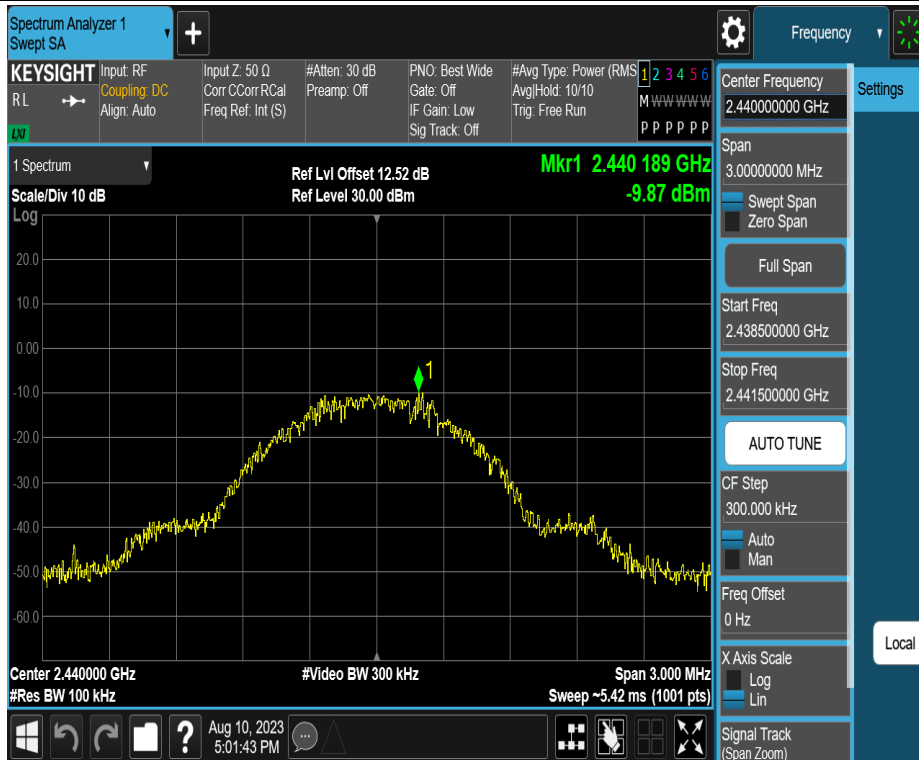 Spectrum Analyzer 1
Swept SA
+
Frequency
KEYSIGHT
R L
LXI
Input: RF
Coupling: DC
Align: Auto
Input Z: 50 Ω
Corr CCorr RCal
Freq Ref: Int (S)
#Atten: 30 dB
Preamp: Off
PNO: Best Wide
Gate: Off
IF Gain: Low
Sig Track: Off
#Avg Type: Power (RMS
Avg|Hold: 10/10
Trig: Free Run
1 2 3 4 5 6
M W W W W W
P P P P P P
1 Spectrum
Scale/Div 10 dB
Log
Ref Lvl Offset 12.52 dB
Ref Level 30.00 dBm
Mkr1 2.440 189 GHz
-9.87 dBm
20.0
10.0
0.00
-10.0
-20.0
-30.0
-40.0
-50.0
-60.0
1
Center 2.440000 GHz
#Res BW 100 kHz
#Video BW 300 kHz
Span 3.000 MHz
Sweep ~5.42 ms (1001 pts)
Center Frequency
2.440000000 GHz
Span
3.00000000 MHz
Swept Span
Zero Span
Full Span
Start Freq
2.438500000 GHz
Stop Freq
2.441500000 GHz
AUTO TUNE
CF Step
300.000 kHz
Auto
Man
Freq Offset
0 Hz
X Axis Scale
Log
Lin
Signal Track
(Span Zoom)
Settings
Local
?
Aug 10, 2023
5:01:43 PM